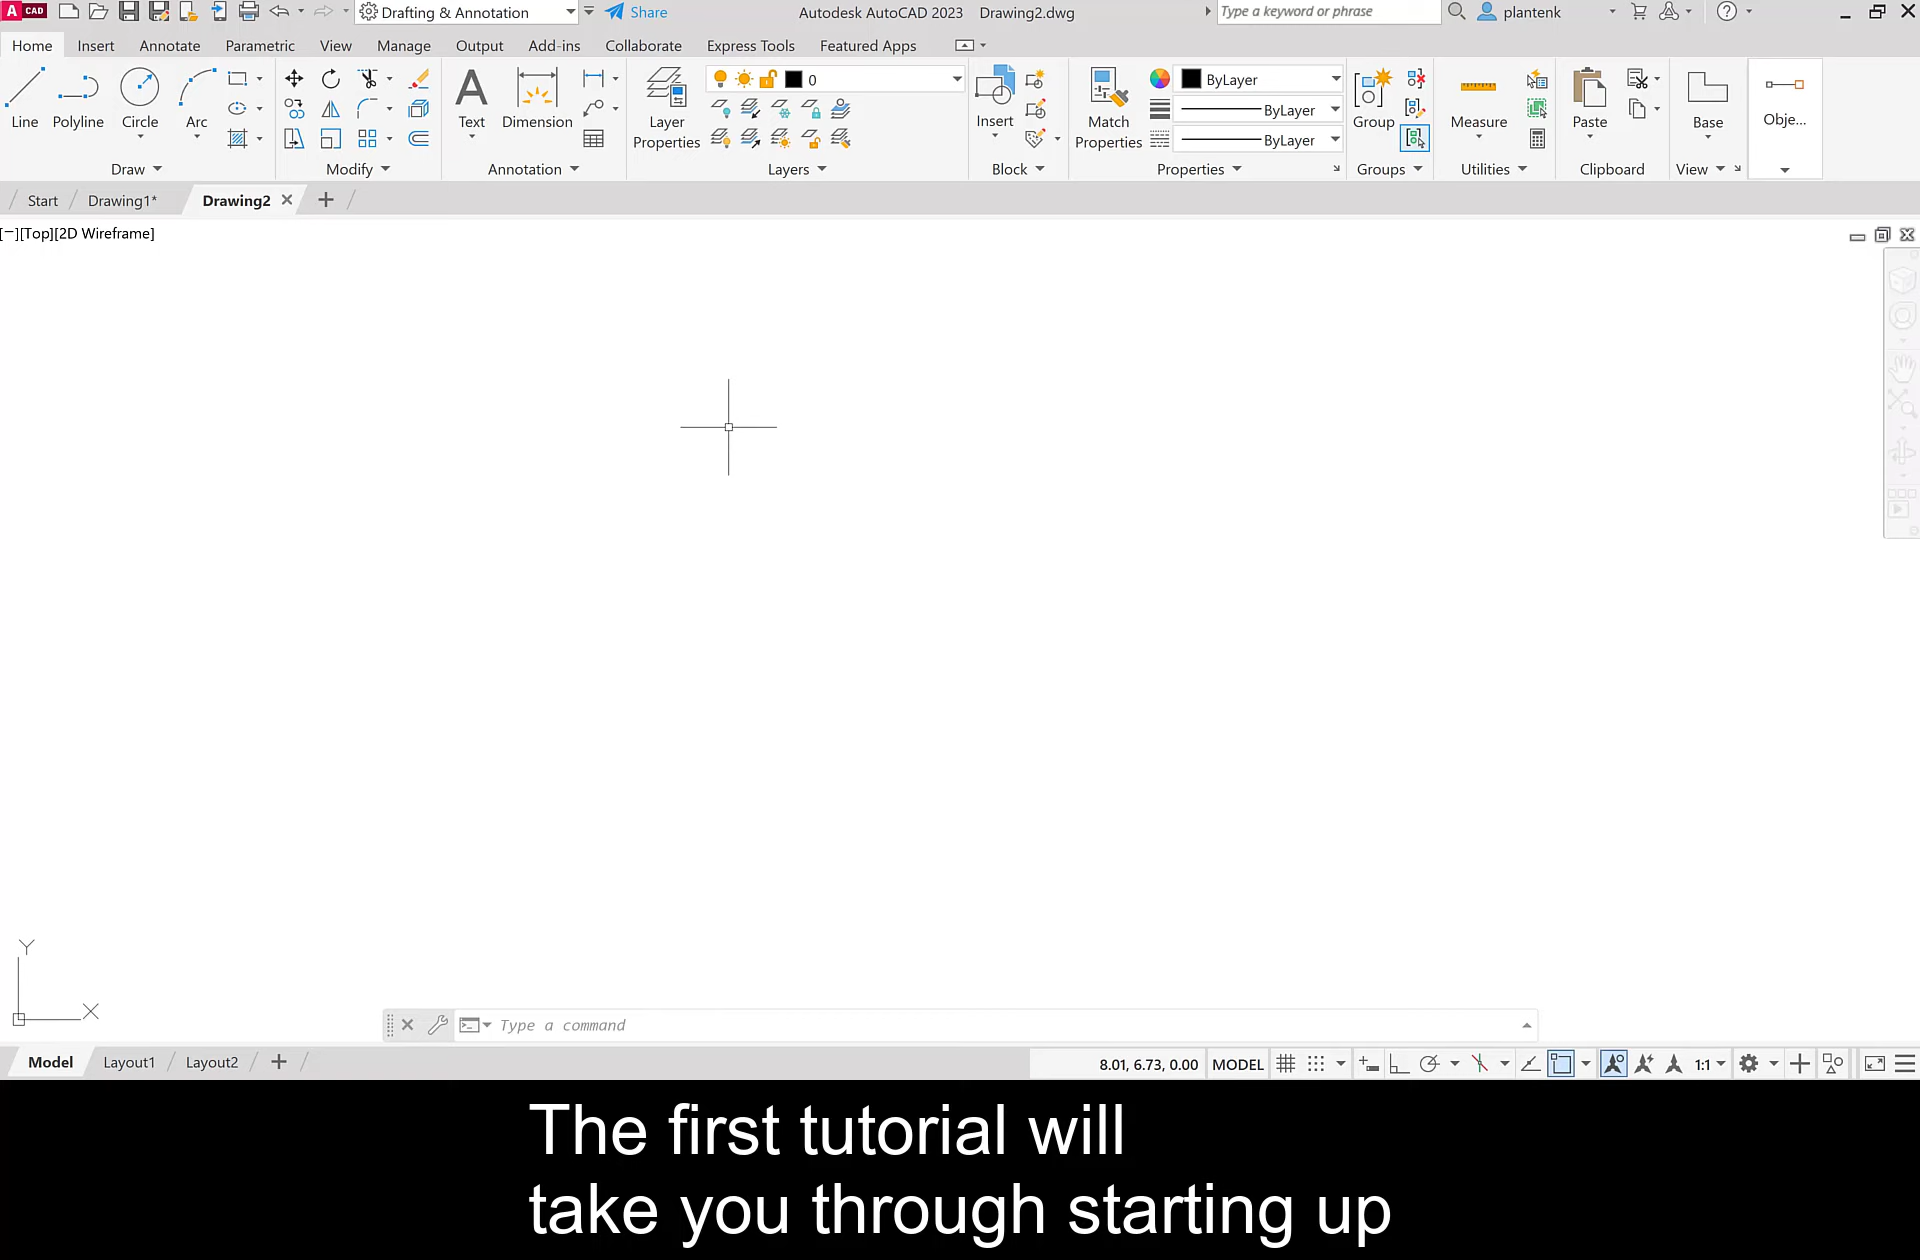 A CAD
Drafting & Annotation
Share
Autodesk AutoCAD 2023 Drawing2.dwg
Type a keyword or phrase
plantenk
Home Insert Annotate Parametric View Manage Output Add-ins Collaborate Express Tools Featured Apps
0
ByLayer
ByLayer
ByLayer
Line Polyline Circle Arc
Text Dimension
Layer Properties
Insert
Match Properties
Group
Measure
Paste
Base
Obje...
Draw Modify Annotation Layers Block Properties Groups Utilities Clipboard View
Start Drawing1* Drawing2
[−][Top][2D Wireframe]
Y
X
Type a command
Model Layout1 Layout2
8.01, 6.73, 0.00 MODEL 1:1
The first tutorial will
take you through starting up